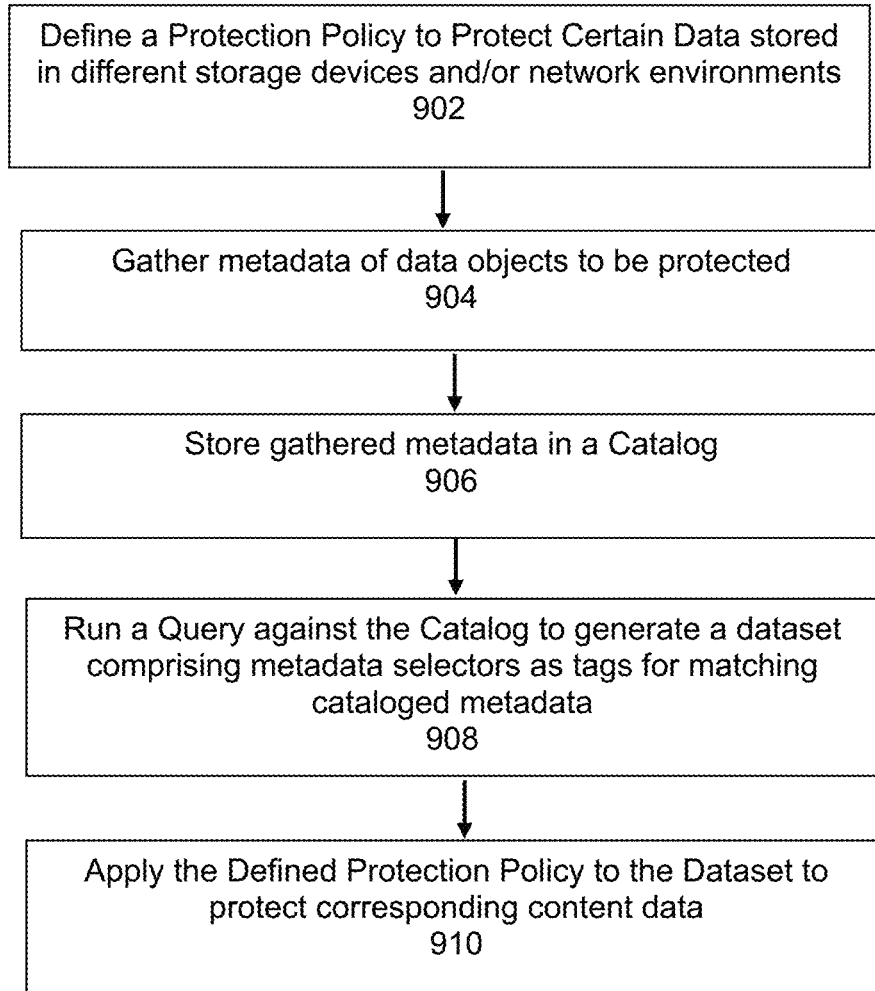 Define a Protection Policy to Protect Certain Data stored
in different storage devices and/or network environments
902
Gather metadata of data objects to be protected
904
Store gathered metadata in a Catalog
906
Run a Query against the Catalog to generate a dataset
comprising metadata selectors as tags for matching
cataloged metadata
908
Apply the Defined Protection Policy to the Dataset to
protect corresponding content data
910